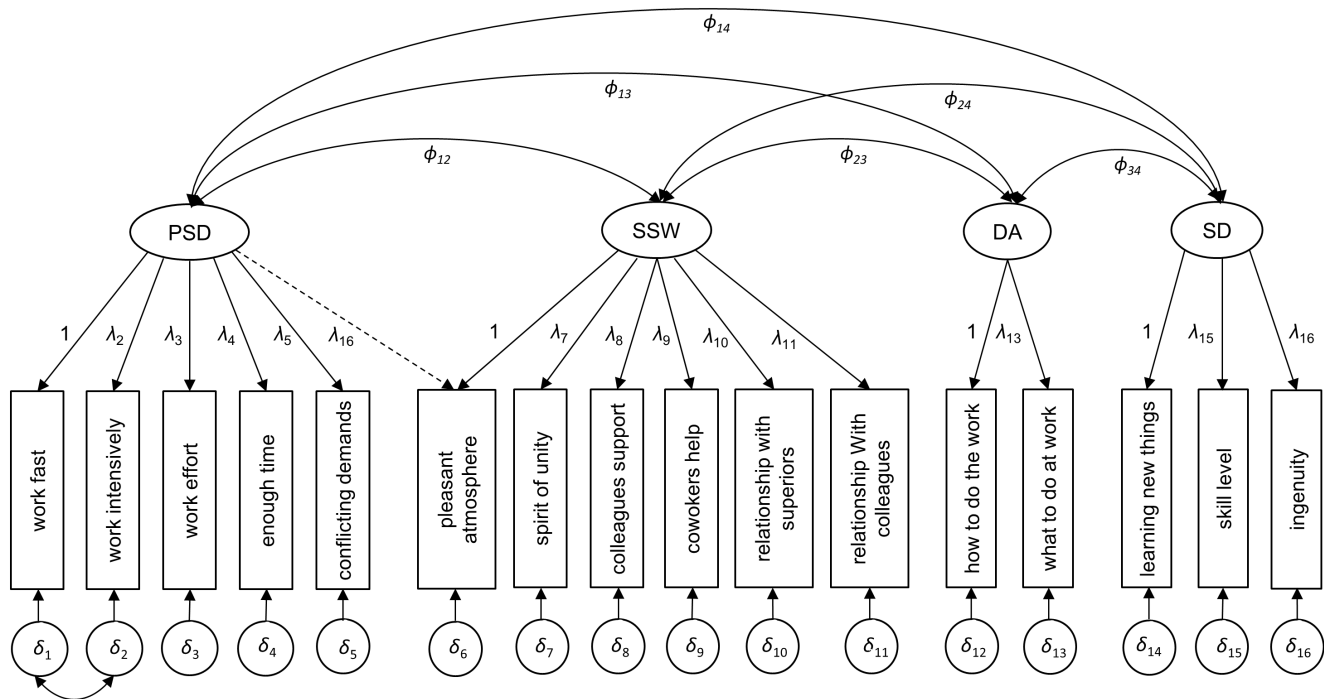 ϕ14
ϕ13
ϕ24
ϕ12
ϕ23
ϕ34
PSD
SSW
DA
SD
1
λ2
λ3
λ4
λ5
λ16
1
λ7
λ8
λ9
λ10
λ11
1
λ13
1
λ15
λ16
work fast
work intensively
work effort
enough time
conflicting demands
pleasant
atmosphere
spirit of unity
colleagues support
cowokers help
relationship with
superiors
relationship With
colleagues
how to do the work
what to do at work
learning new things
skill level
ingenuity
δ1
δ2
δ3
δ4
δ5
δ6
δ7
δ8
δ9
δ10
δ11
δ12
δ13
δ14
δ15
δ16